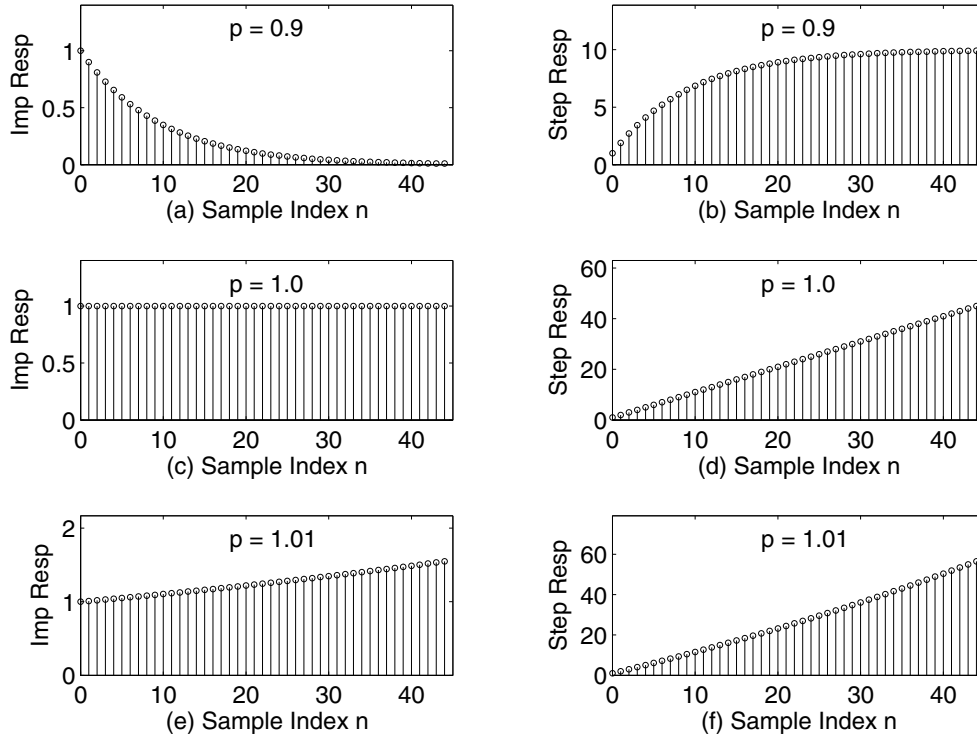 p = 0.9
Imp Resp
1
0.5
0
0 10 20 30 40
(a) Sample Index n
p = 0.9
Step Resp
10
5
0
0 10 20 30 40
(b) Sample Index n
p = 1.0
Imp Resp
1
0.5
0
0 10 20 30 40
(c) Sample Index n
p = 1.0
Step Resp
60
40
20
0
0 10 20 30 40
(d) Sample Index n
p = 1.01
Imp Resp
2
1
0
0 10 20 30 40
(e) Sample Index n
p = 1.01
Step Resp
60
40
20
0
0 10 20 30 40
(f) Sample Index n